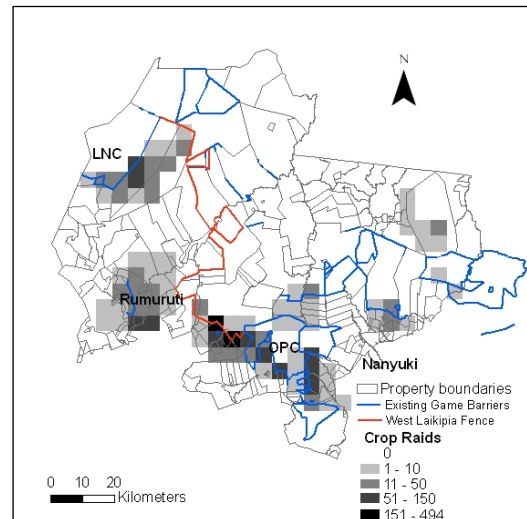 N
LNC
Rumuruti
OPC
Nanyuki
Property boundaries
Existing Game Barriers
West Laikipia Fence
Crop Raids
0
1 - 10
11 - 50
51 - 150
151 - 494
0 10 20
Kilometers